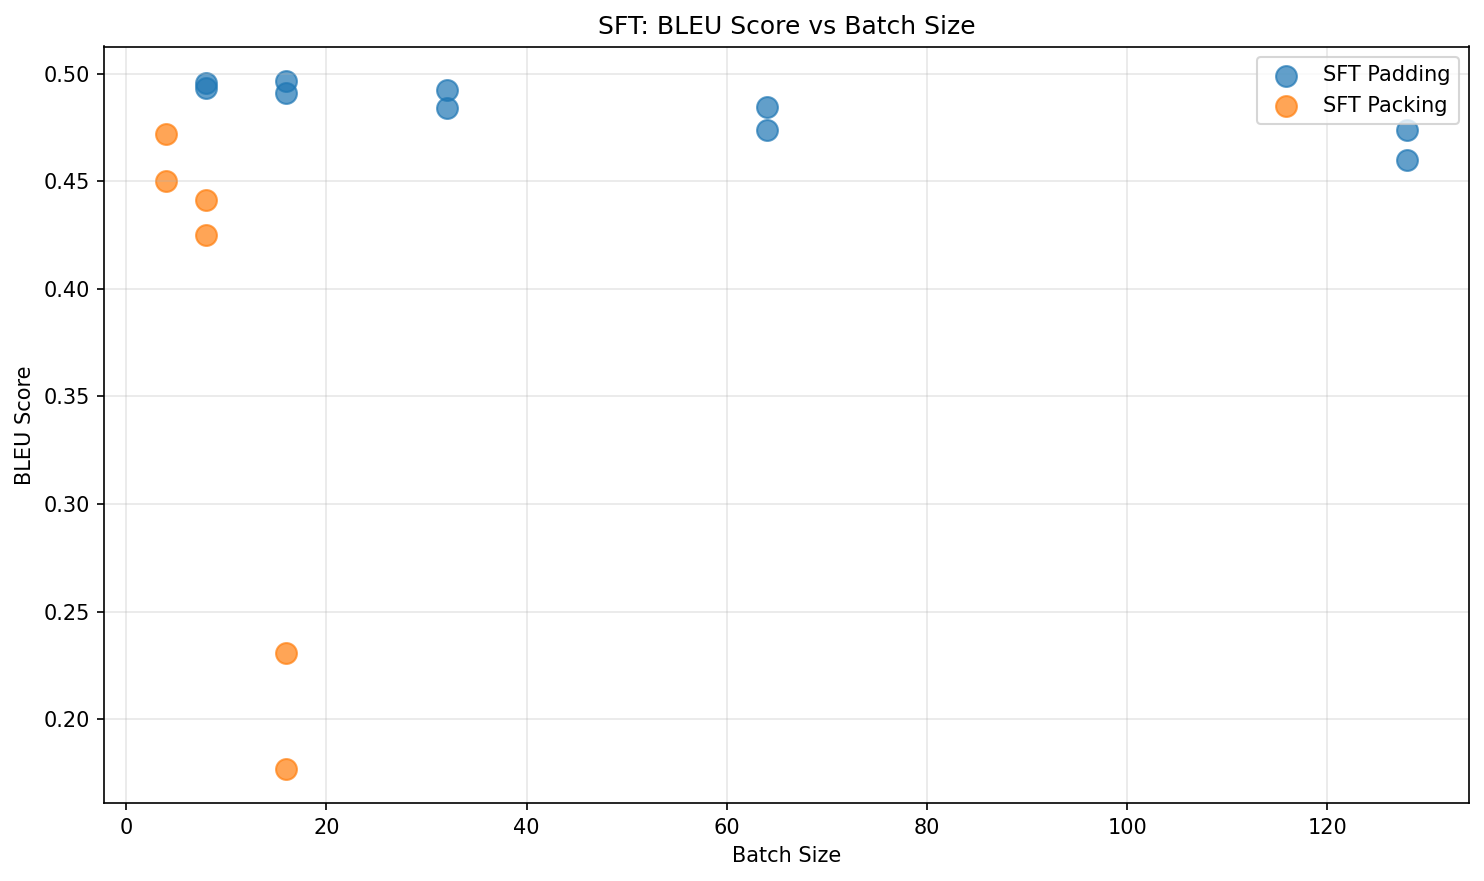 SFT: BLEU Score vs Batch Size
SFT Padding
SFT Packing
0.50
0.45
0.40
0.35
0.30
0.25
0.20
BLEU Score
0 20 40 60 80 100 120
Batch Size